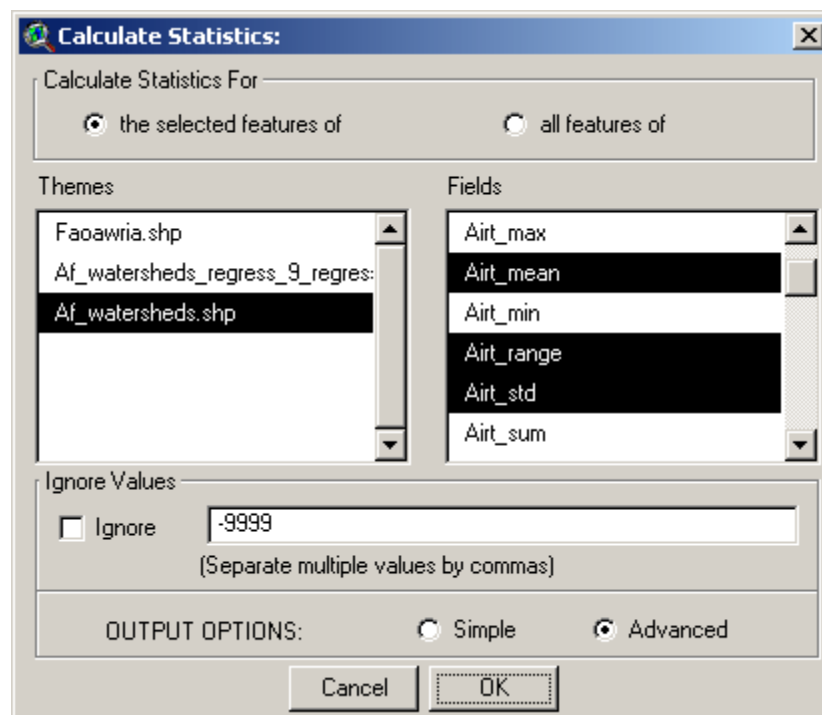 Calculate Statistics:
Calculate Statistics For
the selected features of
all features of
Themes
Fields
Faoawria.shp
Af_watersheds_regress_9_regres
Af_watersheds.shp
Airt_max
Airt_mean
Airt_min
Airt_range
Airt_std
Airt_sum
Ignore Values
Ignore
-9999
(Separate multiple values by commas)
OUTPUT OPTIONS:
Simple
Advanced
Cancel
OK